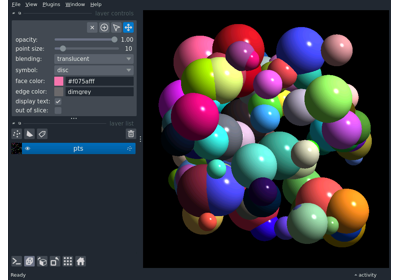 File View Plugins Window Help
layer controls
opacity: 1.00
point size: 10
blending: translucent
symbol: disc
face color: #f075afff
edge color: dimgrey
display text:
out of slice:
layer list
pts
Ready
activity